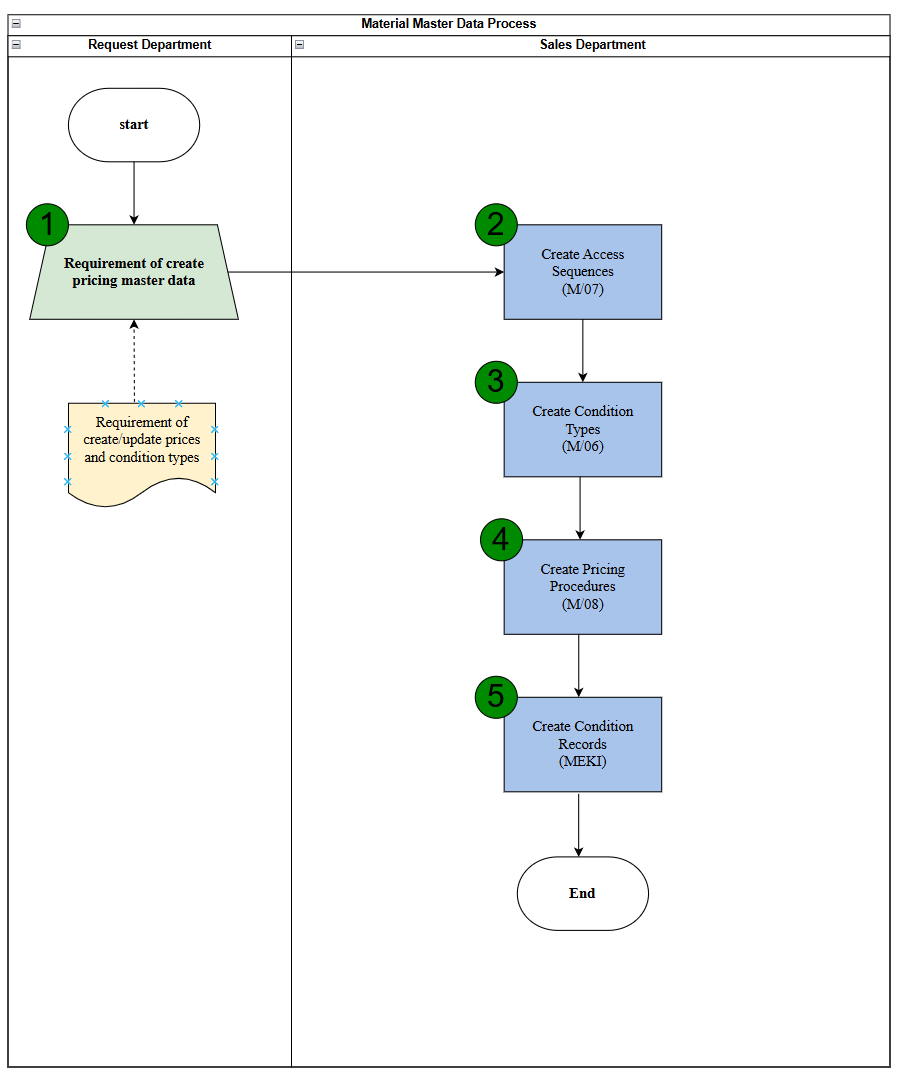 Material Master Data Process
Request Department
Sales Department
start
1
Requirement of create
pricing master data
Requirement of
create/update prices
and condition types
2
Create Access
Sequences
(M/07)
3
Create Condition
Types
(M/06)
4
Create Pricing
Procedures
(M/08)
5
Create Condition
Records
(MEKI)
End